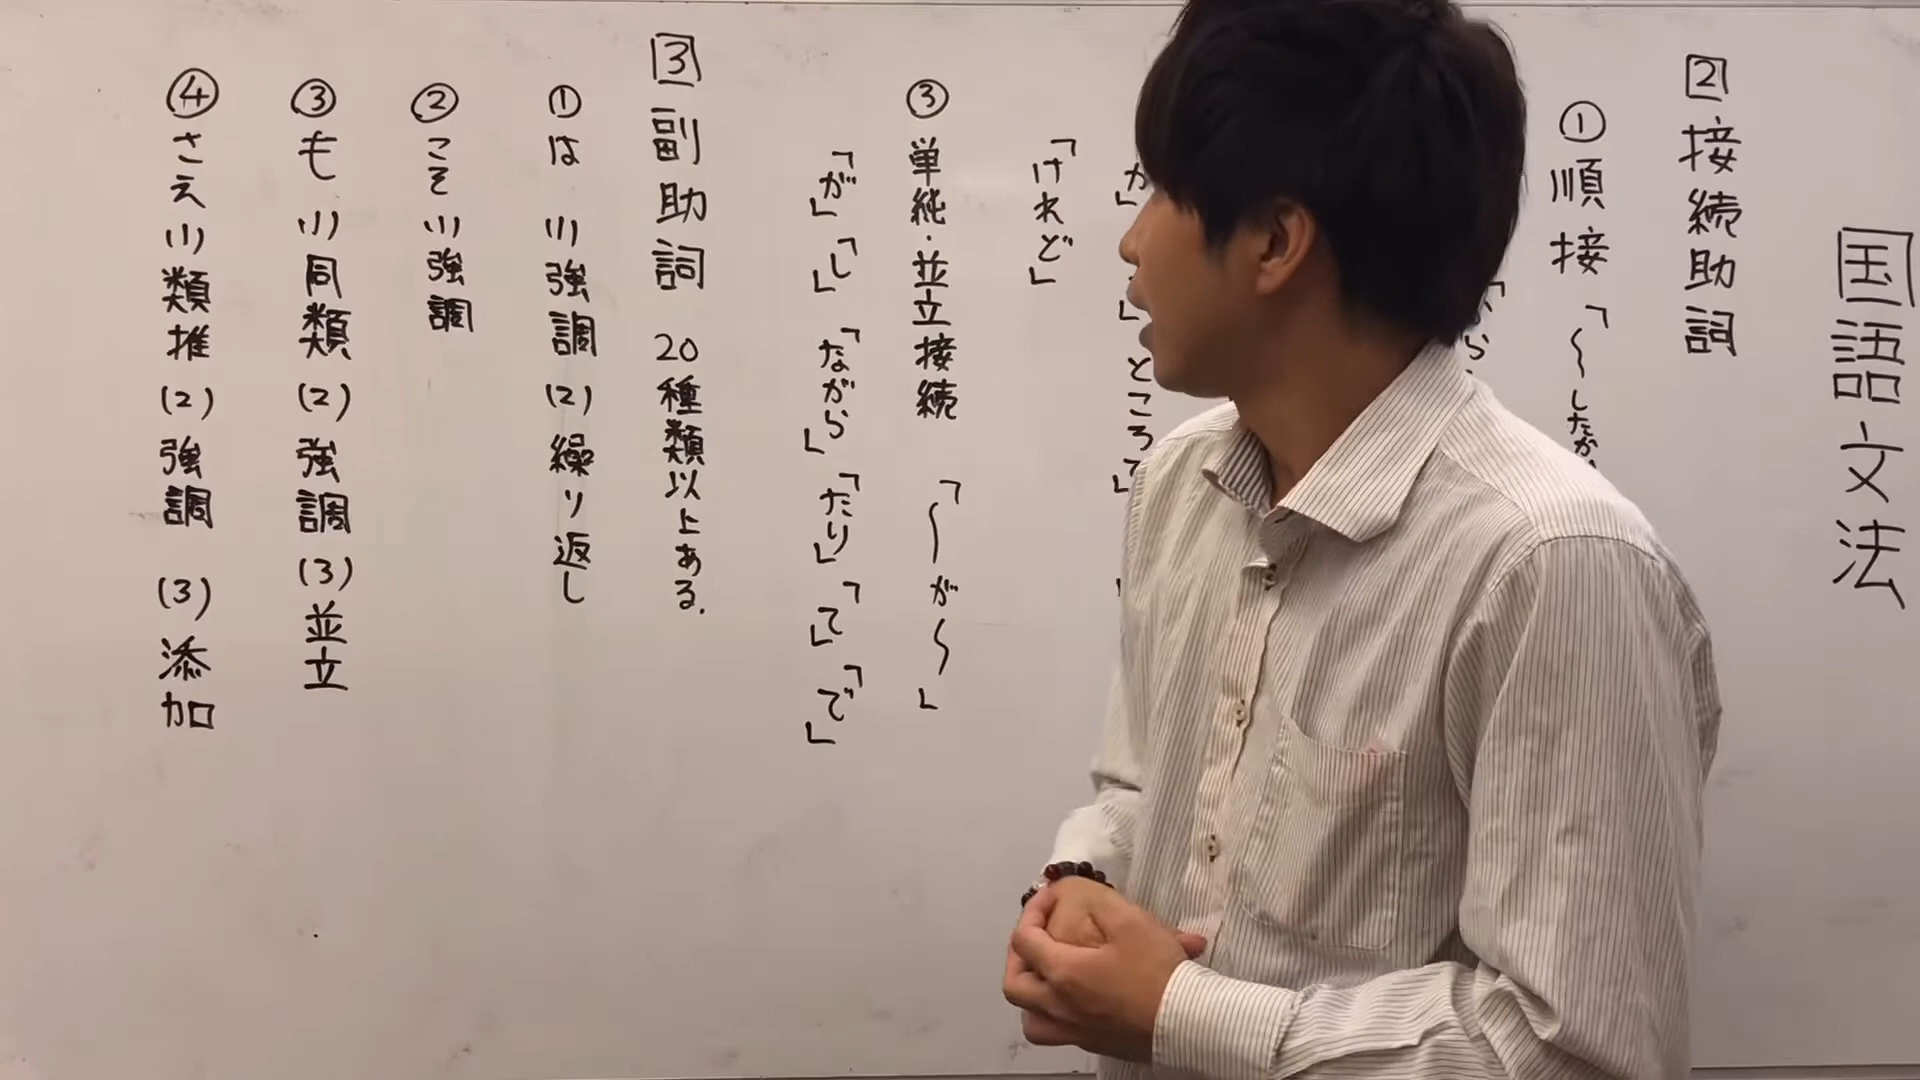 国語文法
②接続助詞
①順接「〜したか
ら
「けれど」
ところで」
③単純・並立接続「〜が〜」
「が」「し」「ながら」「たり」「て」「で」
③副助詞 20種類以上ある.
①は (1)強調 (2)繰り返し
②こそ (1)強調
③も (1)同類 (2)強調 (3)並立
④さえ (1)類推 (2)強調 (3)添加